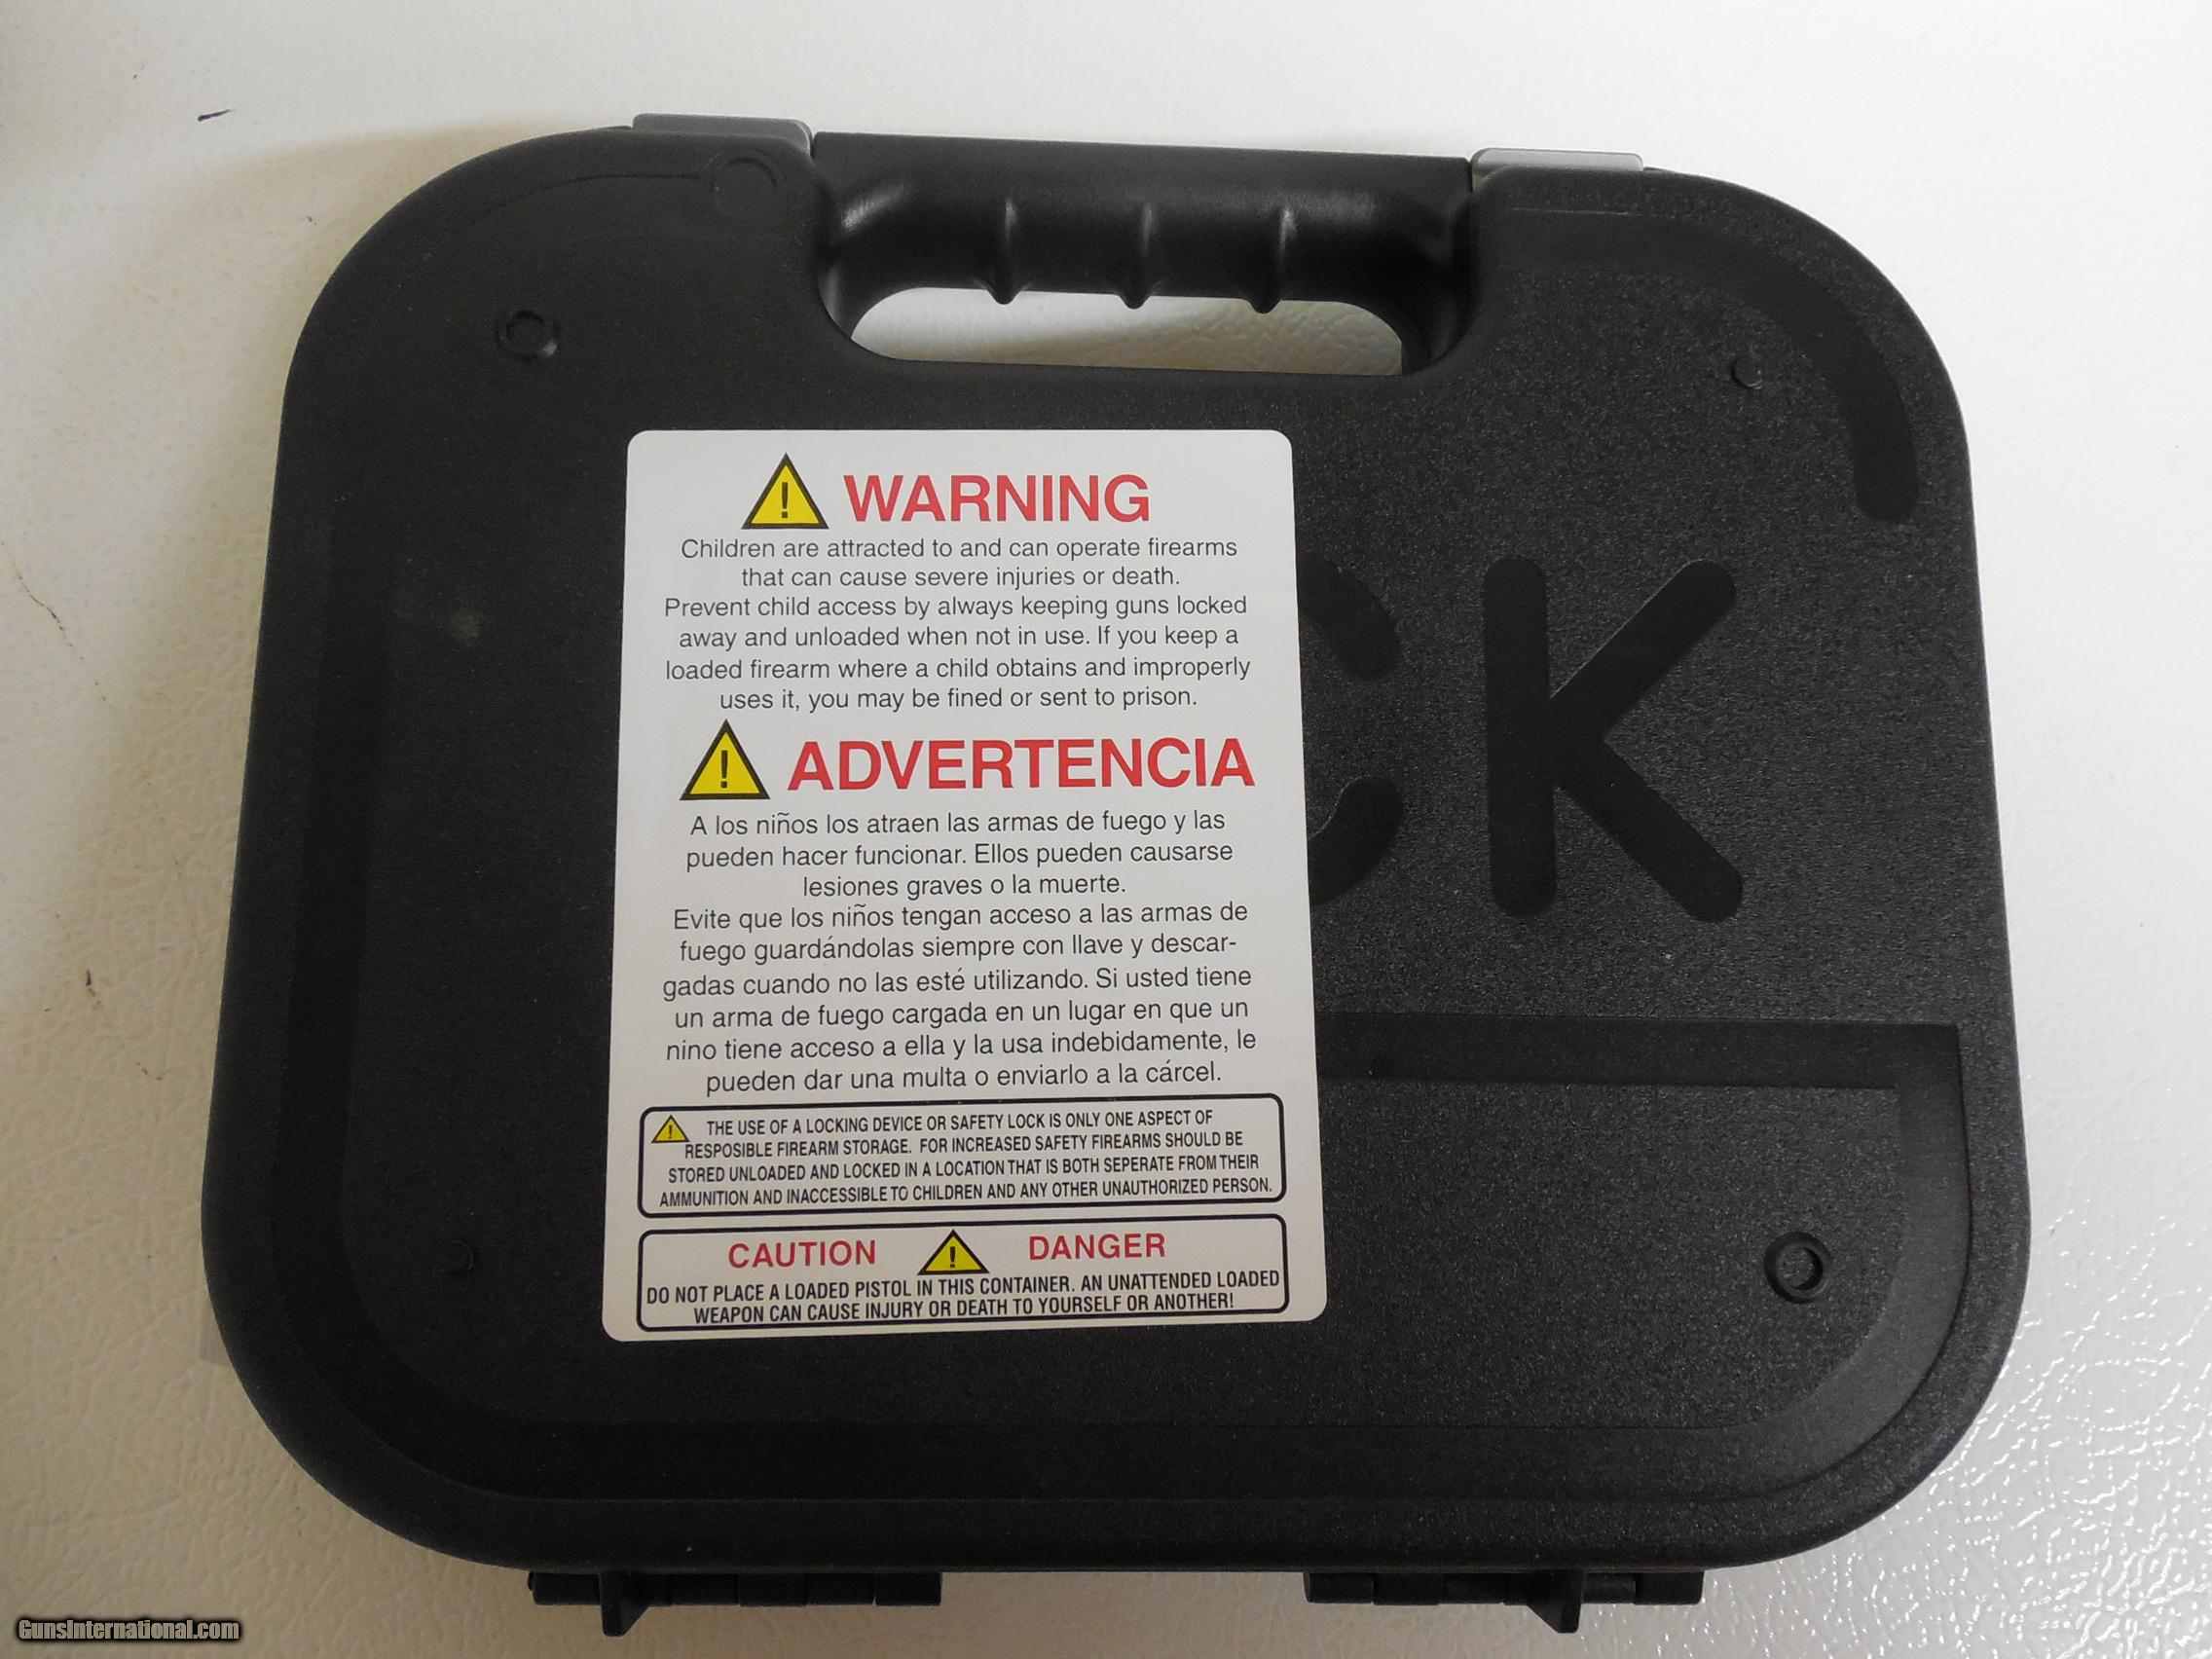 WARNING
Children are attracted to and can operate firearms
that can cause severe injuries or death.
Prevent child access by always keeping guns locked
away and unloaded when not in use. If you keep a
loaded firearm where a child obtains and improperly
uses it, you may be fined or sent to prison.
CK
ADVERTENCIA
A los niños los atraen las armas de fuego y las
pueden hacer funcionar. Ellos pueden causarse
lesiones graves o la muerte.
Evite que los niños tengan acceso a las armas de
fuego guardándolas siempre con llave y descar-
gadas cuando no las esté utilizando. Si usted tiene
un arma de fuego cargada en un lugar en que un
nino tiene acceso a ella y la usa indebidamente, le
pueden dar una multa o enviarlo a la cárcel.
THE USE OF A LOCKING DEVICE OR SAFETY LOCK IS ONLY ONE ASPECT OF
RESPOSIBLE FIREARM STORAGE. FOR INCREASED SAFETY FIREARMS SHOULD BE
STORED UNLOADED AND LOCKED IN A LOCATION THAT IS BOTH SEPERATE FROM THEIR
AMMUNITION AND INACCESSIBLE TO CHILDREN AND ANY OTHER UNAUTHORIZED PERSON.
CAUTION DANGER
DO NOT PLACE A LOADED PISTOL IN THIS CONTAINER. AN UNATTENDED LOADED
WEAPON CAN CAUSE INJURY OR DEATH TO YOURSELF OR ANOTHER!
GunsInternational.com